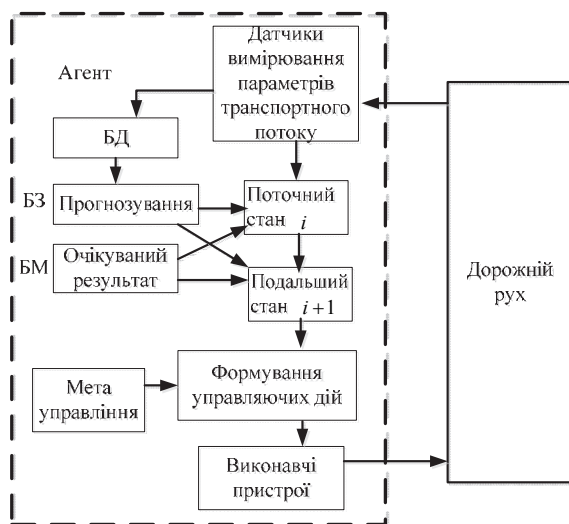 Датчики
вимірювання
параметрів
транспортного
потоку
Агент
БД
БЗ
Прогнозування
Поточний
стан i
БМ
Очікуваний
результат
Подальший
стан i+1
Дорожній
рух
Мета
управління
Формування
управляючих дій
Виконавчі
пристрої